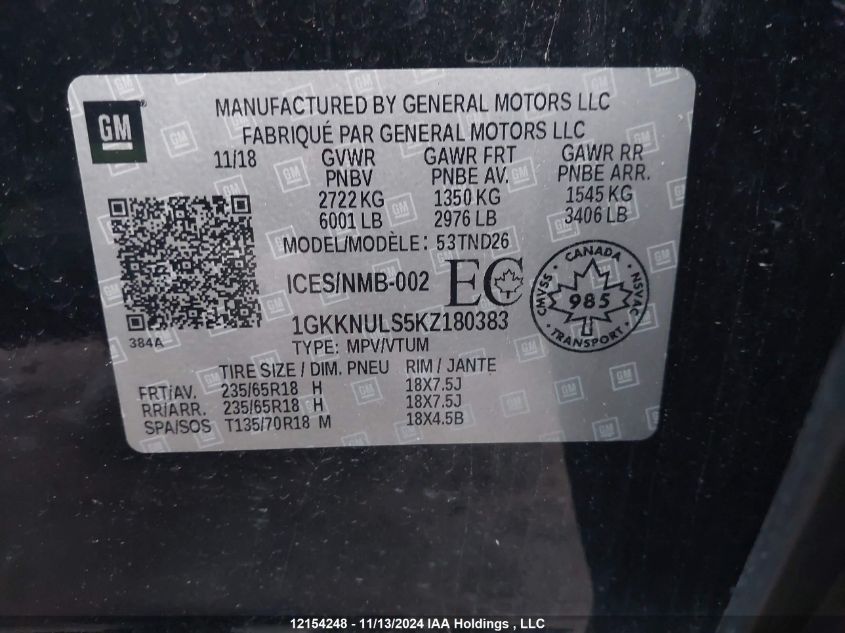 GM
MANUFACTURED BY GENERAL MOTORS LLC
FABRIQUÉ PAR GENERAL MOTORS LLC
11/18 GVWR GAWR FRT GAWR RR
PNBV PNBE AV. PNBE ARR.
2722 KG 1350 KG 1545 KG
6001 LB 2976 LB 3406 LB
MODEL/MODÈLE: 53TND26
ICES/NMB-002 EC
CANADA
CMVSS 985 NSVAC
1GKKNULS5KZ180383
384A
TYPE: MPV/VTUM
TIRE SIZE / DIM. PNEU RIM / JANTE
FRT/AV. 235/65R18 H 18X7.5J
RR/ARR. 235/65R18 H 18X7.5J
SPA/SOS T135/70R18 M 18X4.5B
12154248 - 11/13/2024 IAA Holdings , LLC